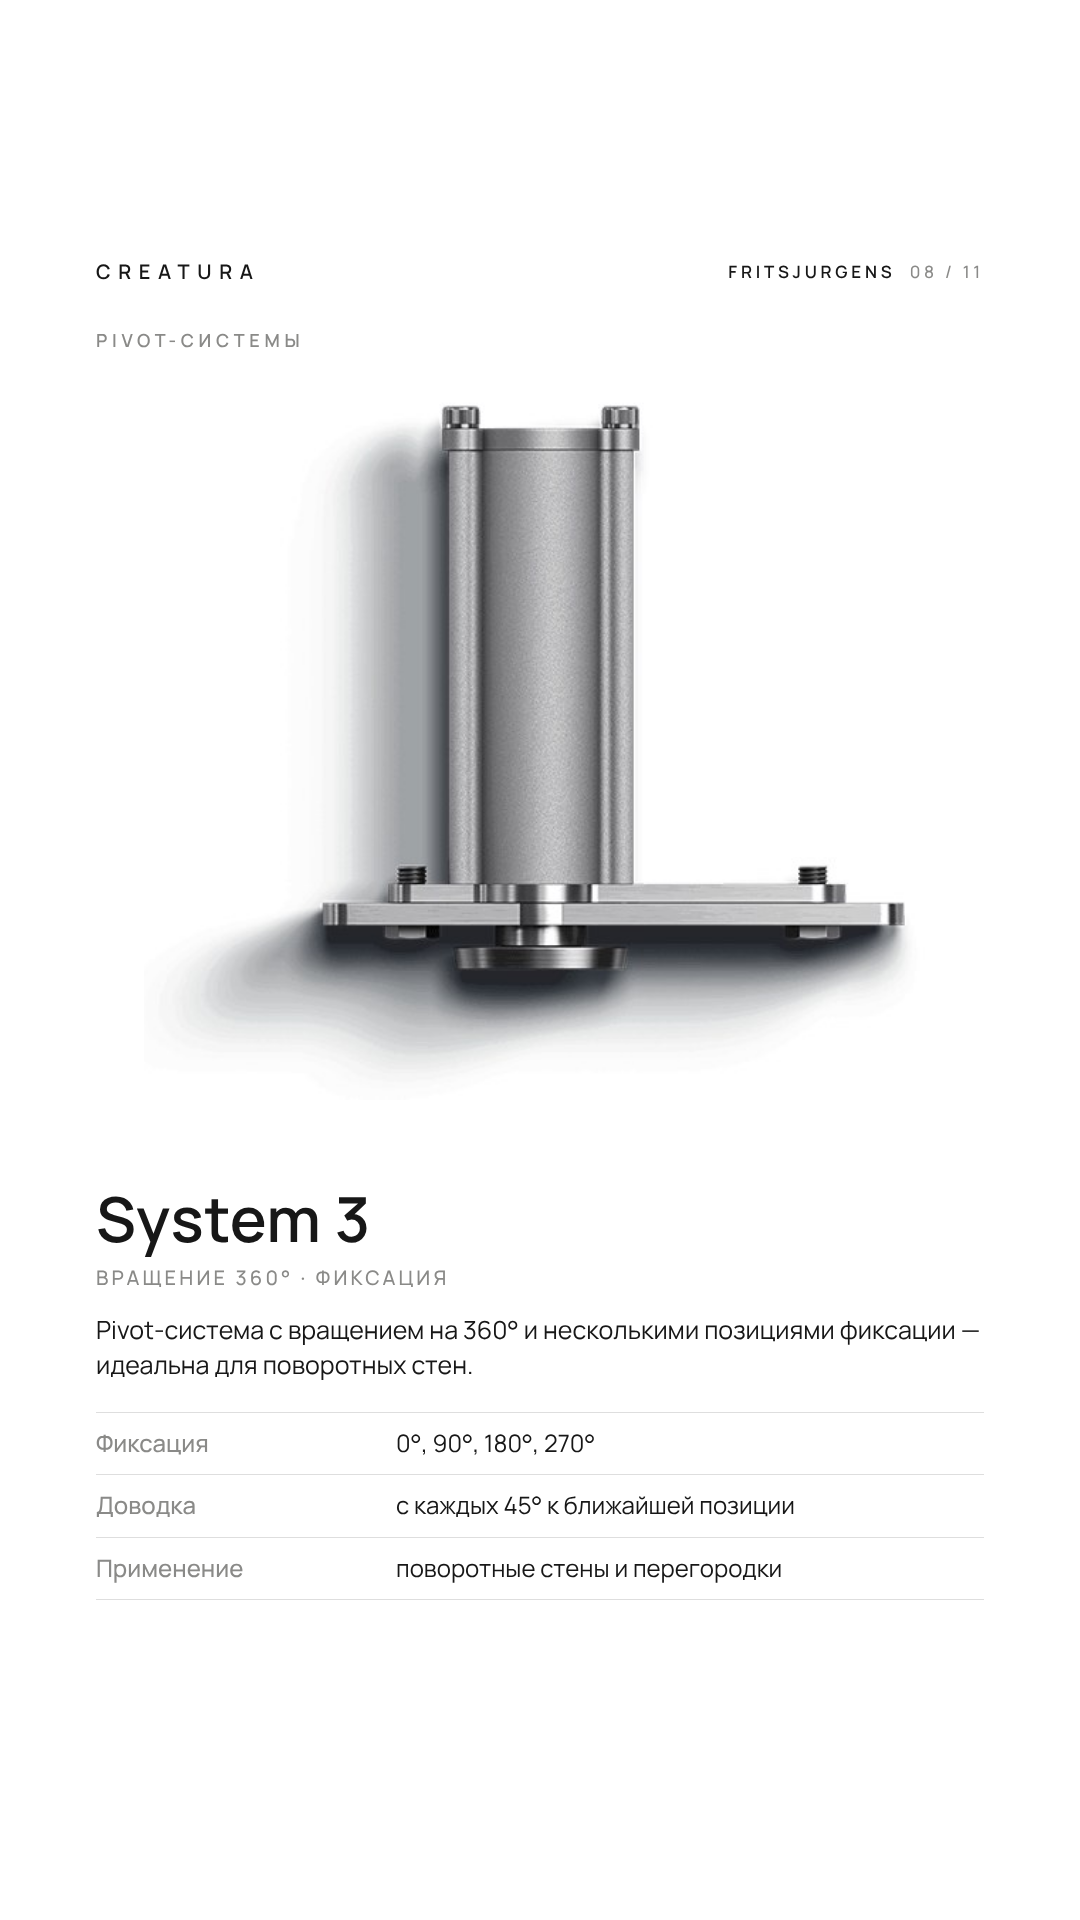 CREATURA
FRITSJURGENS 08 / 11
PIVOT-СИСТЕМЫ
System 3
ВРАЩЕНИЕ 360° · ФИКСАЦИЯ
Pivot-система с вращением на 360° и несколькими позициями фиксации —
идеальна для поворотных стен.
Фиксация 0°, 90°, 180°, 270°
Доводка с каждых 45° к ближайшей позиции
Применение поворотные стены и перегородки